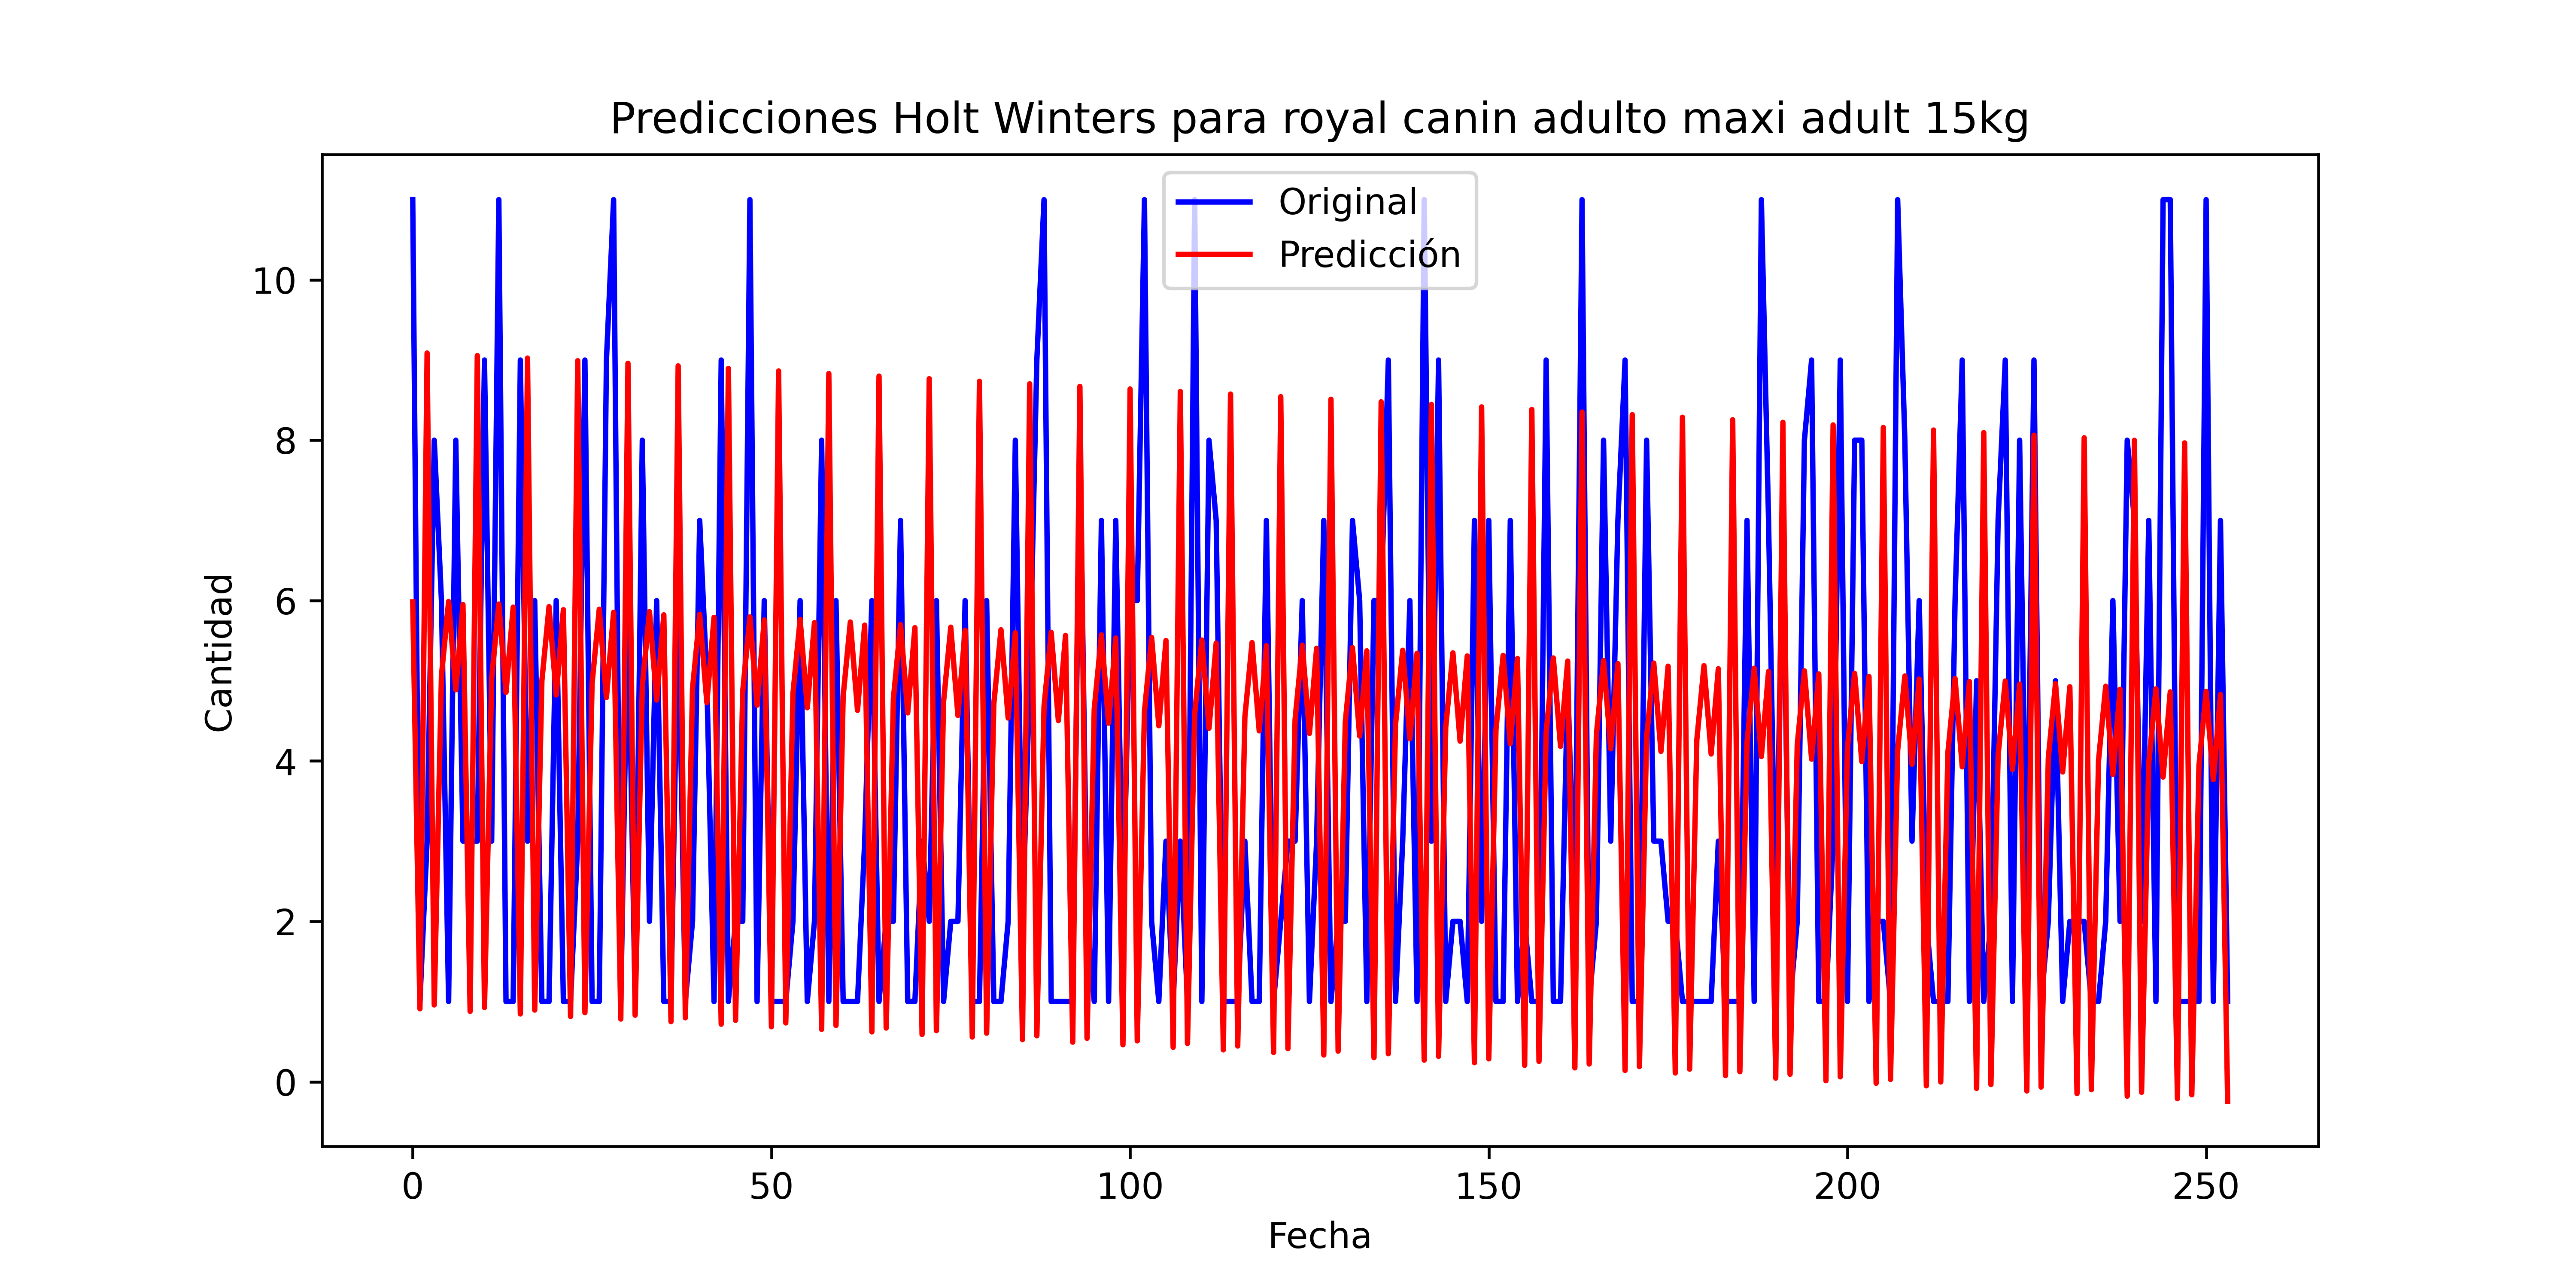 Predicciones Holt Winters para royal canin adulto maxi adult 15kg
Original
Predicción
Cantidad
10
8
6
4
2
0
0 50 100 150 200 250
Fecha